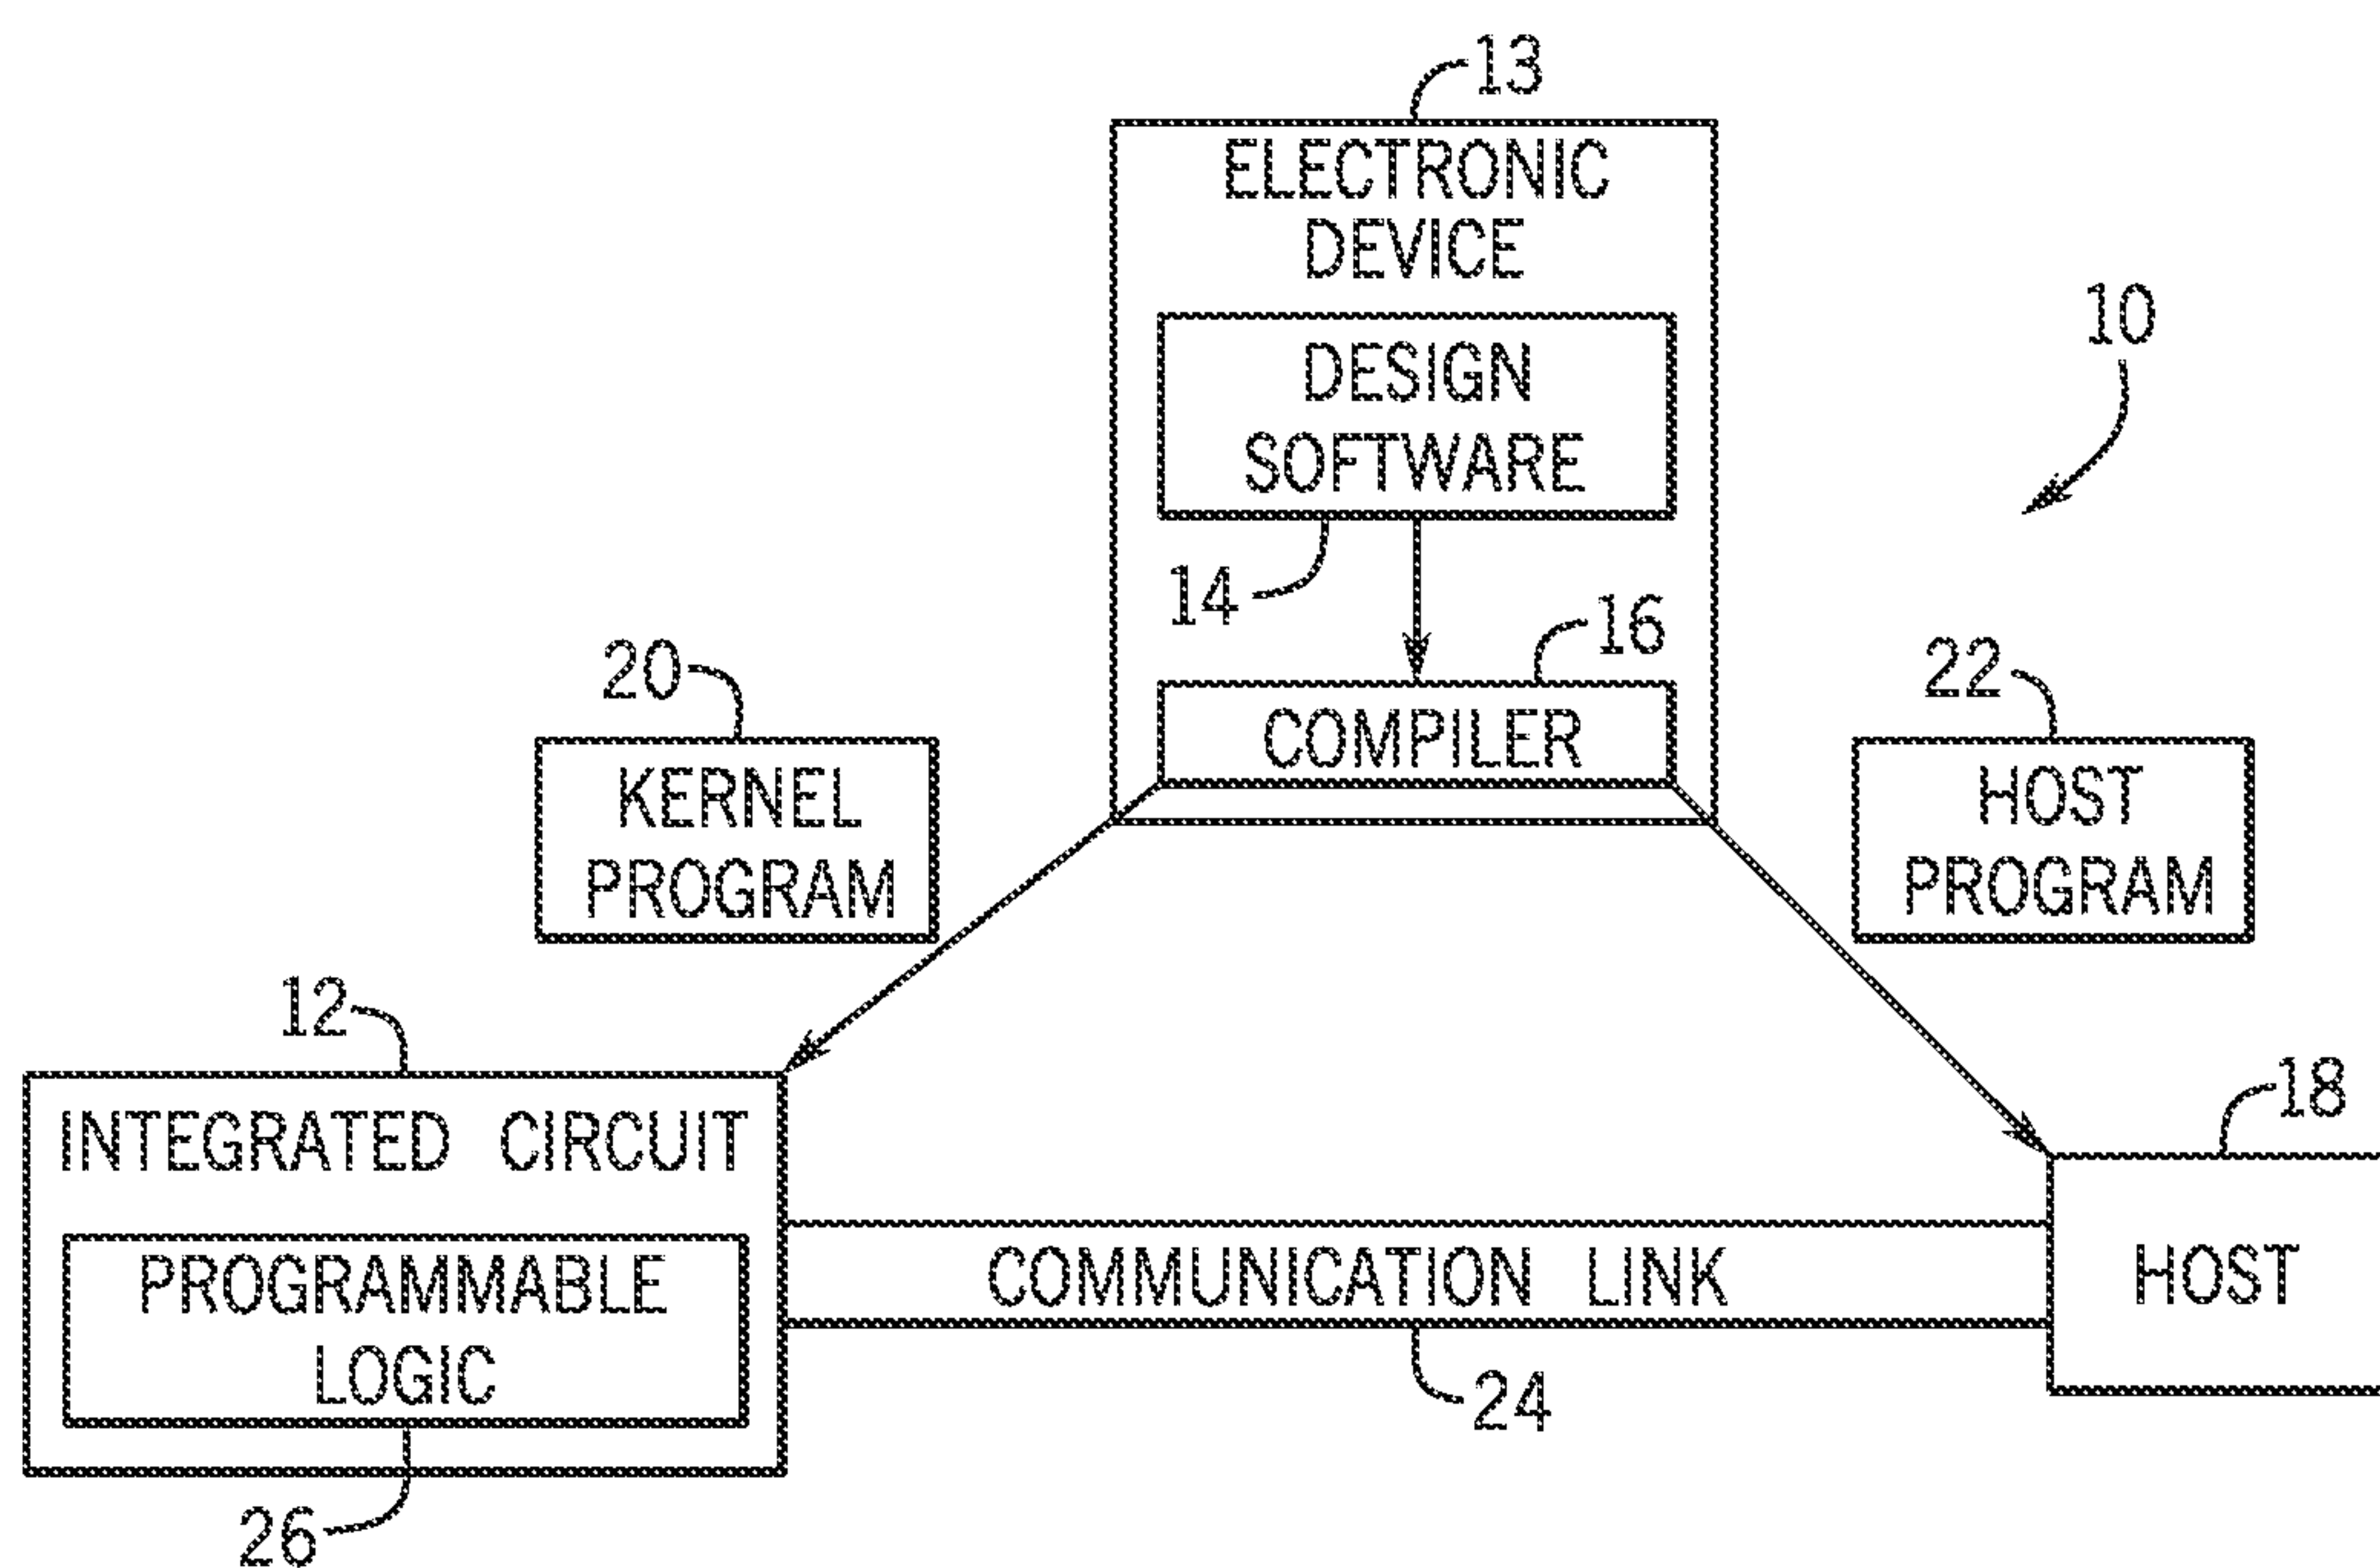 13
ELECTRONIC
DEVICE
10
DESIGN
SOFTWARE
14
16
20
22
COMPILER
KERNEL
PROGRAM
HOST
PROGRAM
12
18
INTEGRATED CIRCUIT
PROGRAMMABLE
LOGIC
COMMUNICATION LINK
HOST
24
26